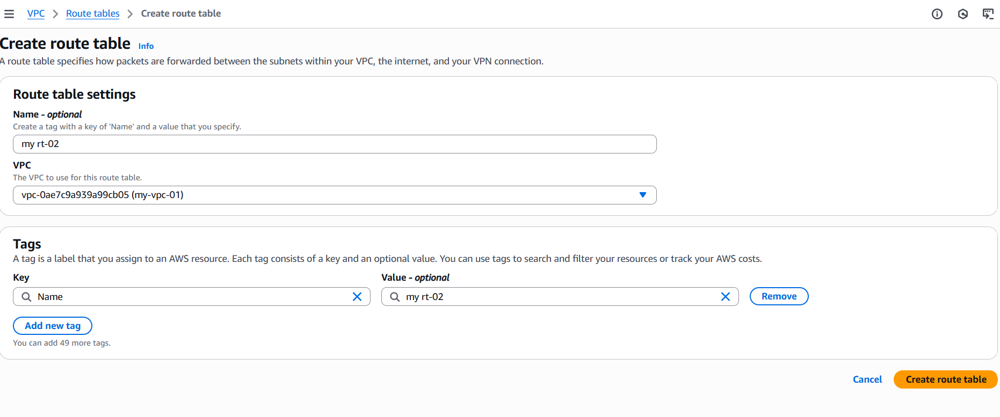 VPC > Route tables > Create route table
Create route table Info
A route table specifies how packets are forwarded between the subnets within your VPC, the internet, and your VPN connection.
Route table settings
Name - optional
Create a tag with a key of 'Name' and a value that you specify.
my rt-02
VPC
The VPC to use for this route table.
vpc-0ae7c9a939a99cb05 (my-vpc-01)
Tags
A tag is a label that you assign to an AWS resource. Each tag consists of a key and an optional value. You can use tags to search and filter your resources or track your AWS costs.
Key Value - optional
Name my rt-02 Remove
Add new tag
You can add 49 more tags.
Cancel Create route table